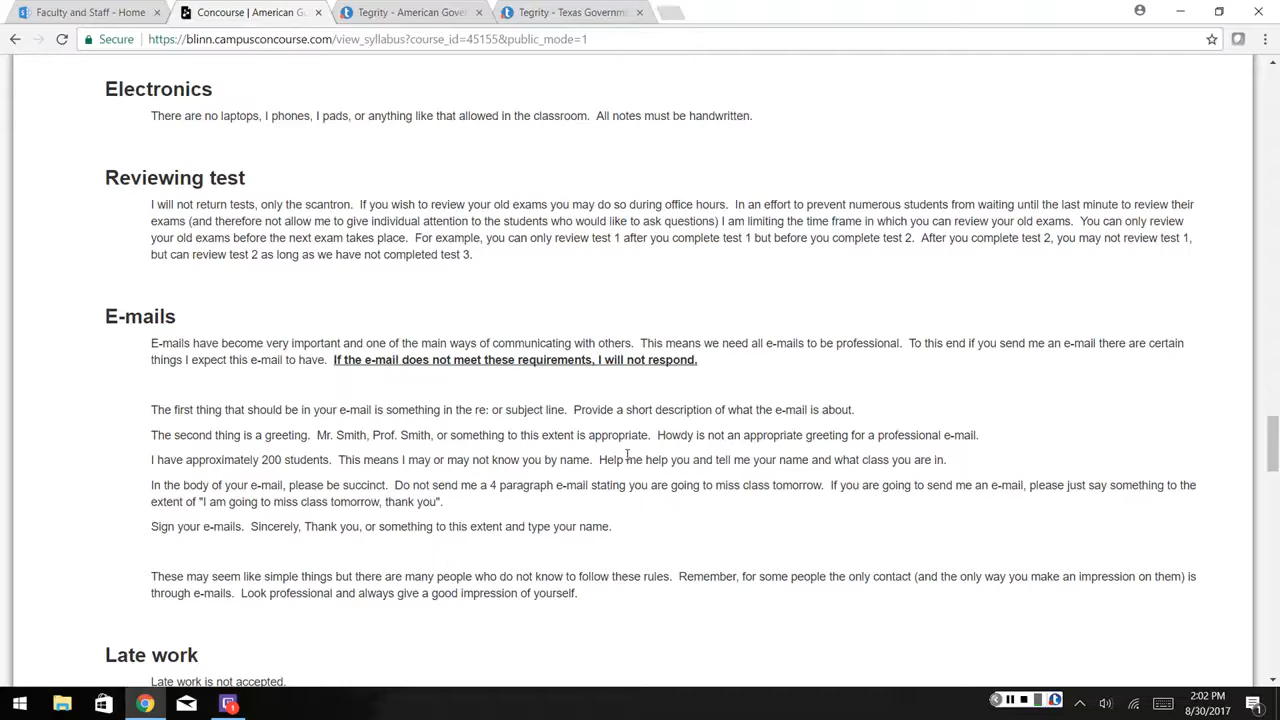 Faculty and Staff - Home
Concourse | American Go
Tegrity - American Gove
Tegrity - Texas Governme
Secure
https://blinn.campusconcourse.com/view_syllabus?course_id=45155&public_mode=1
Electronics
There are no laptops, I phones, I pads, or anything like that allowed in the classroom.  All notes must be handwritten.
Reviewing test
I will not return tests, only the scantron.  If you wish to review your old exams you may do so during office hours.  In an effort to prevent numerous students from waiting until the last minute to review their
exams (and therefore not allow me to give individual attention to the students who would like to ask questions) I am limiting the time frame in which you can review your old exams.  You can only review
your old exams before the next exam takes place.  For example, you can only review test 1 after you complete test 1 but before you complete test 2.  After you complete test 2, you may not review test 1,
but can review test 2 as long as we have not completed test 3.
E-mails
E-mails have become very important and one of the main ways of communicating with others.  This means we need all e-mails to be professional.  To this end if you send me an e-mail there are certain
things I expect this e-mail to have.  If the e-mail does not meet these requirements, I will not respond.
The first thing that should be in your e-mail is something in the re: or subject line.  Provide a short description of what the e-mail is about.
The second thing is a greeting.  Mr. Smith, Prof. Smith, or something to this extent is appropriate.  Howdy is not an appropriate greeting for a professional e-mail.
I have approximately 200 students.  This means I may or may not know you by name.  Help me help you and tell me your name and what class you are in.
In the body of your e-mail, please be succinct.  Do not send me a 4 paragraph e-mail stating you are going to miss class tomorrow.  If you are going to send me an e-mail, please just say something to the
extent of "I am going to miss class tomorrow, thank you".
Sign your e-mails.  Sincerely, Thank you, or something to this extent and type your name.
These may seem like simple things but there are many people who do not know to follow these rules.  Remember, for some people the only contact (and the only way you make an impression on them) is
through e-mails.  Look professional and always give a good impression of yourself.
Late work
Late work is not accepted.
2:02 PM
8/30/2017